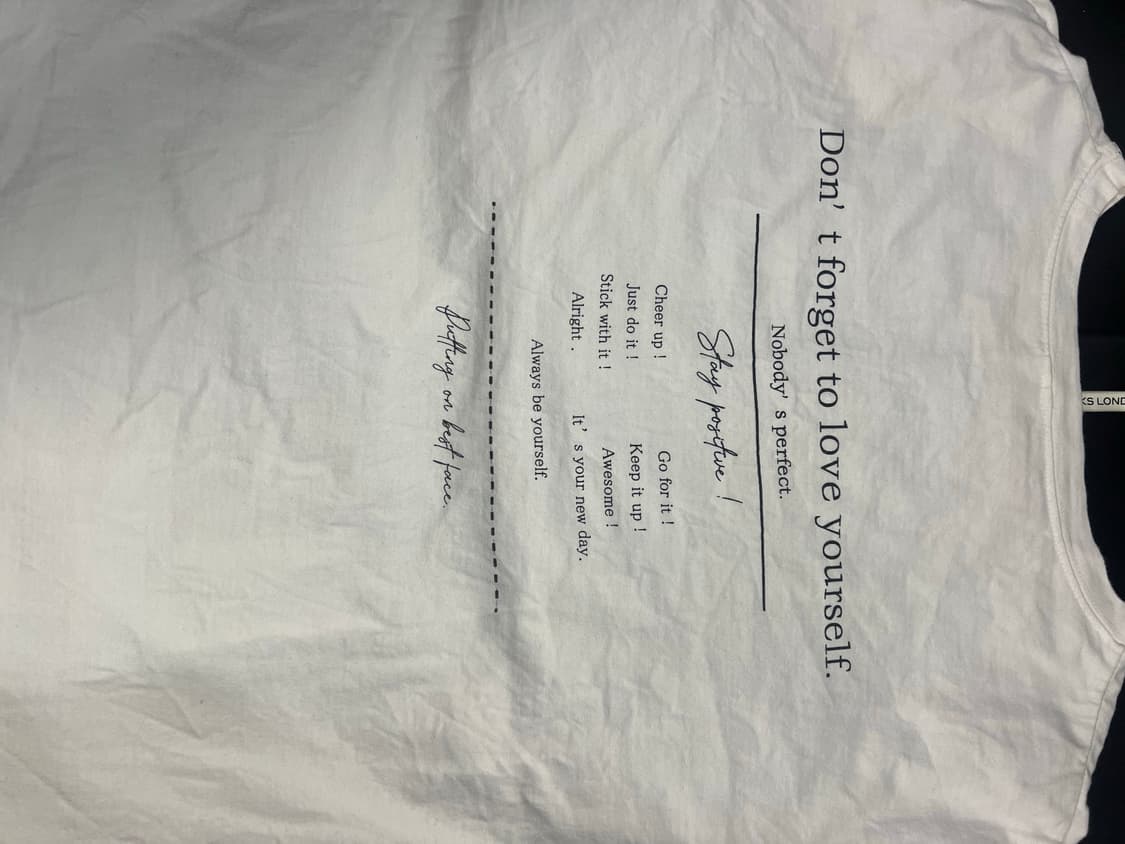 Don' t forget to love yourself.
Nobody' s perfect.
Stay positive !
Cheer up ! Go for it !
Just do it ! Keep it up !
Stick with it ! Awesome !
Alright . It' s your new day.
Always be yourself.
Putting on best face.
KS LOND